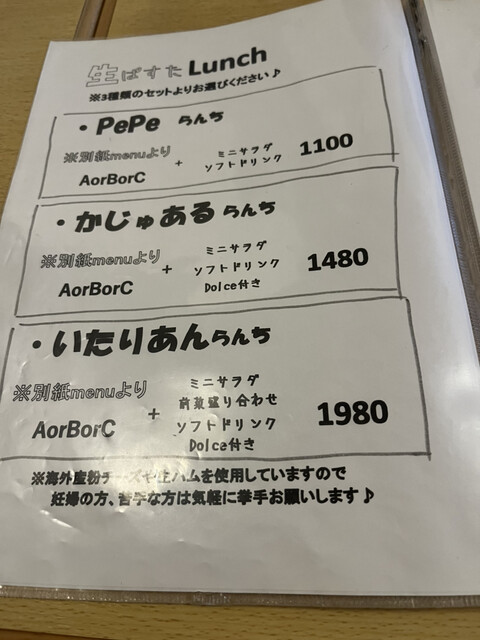 生ぱすた Lunch
※3種類のセットよりお選びください♪
・PePe らんち
※別紙menuより
AorBorC
+
ミニサラダ
ソフトドリンク
1100
・かじゅあるらんち
※別紙menuより
AorBorC
+
ミニサラダ
ソフトドリンク
Dolce付き
1480
・いたりあんらんち
※別紙menuより
AorBorC
+
ミニサラダ
前菜盛り合わせ
ソフトドリンク
Dolce付き
1980
※海外産粉チーズや生ハムを使用していますので
妊婦の方、苦手な方は気軽に挙手お願いします♪